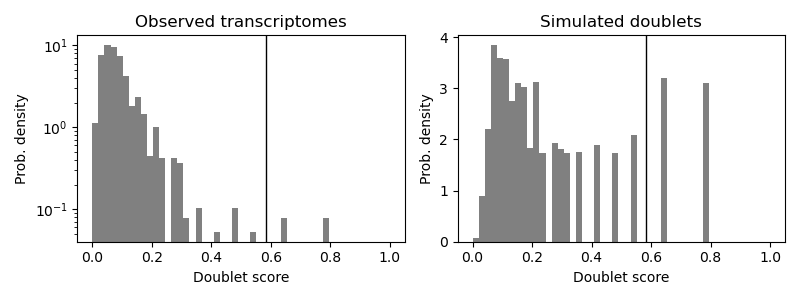 Observed transcriptomes
Prob. density
10¹
10⁰
10⁻¹
0.0 0.2 0.4 0.6 0.8 1.0
Doublet score
Simulated doublets
Prob. density
4
3
2
1
0
0.0 0.2 0.4 0.6 0.8 1.0
Doublet score